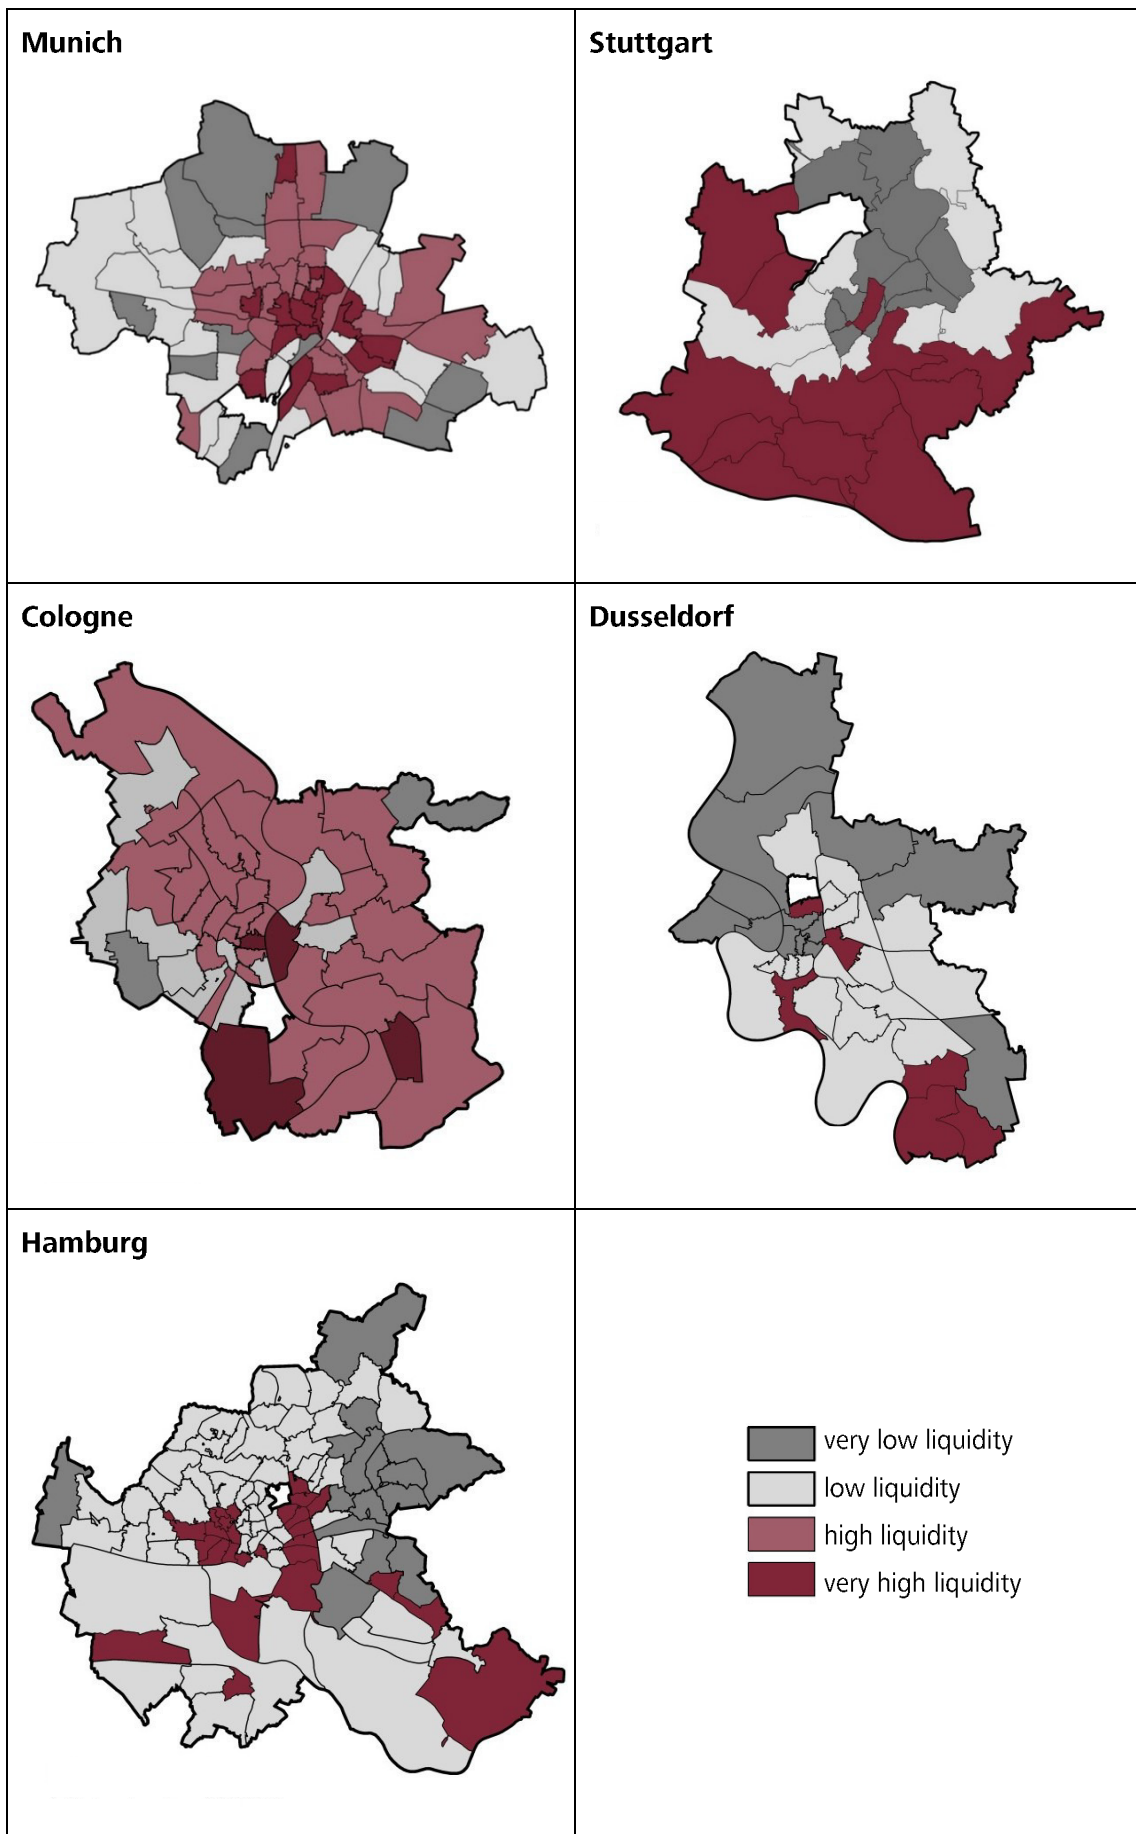 Munich
Stuttgart
Cologne
Dusseldorf
Hamburg
very low liquidity
low liquidity
high liquidity
very high liquidity